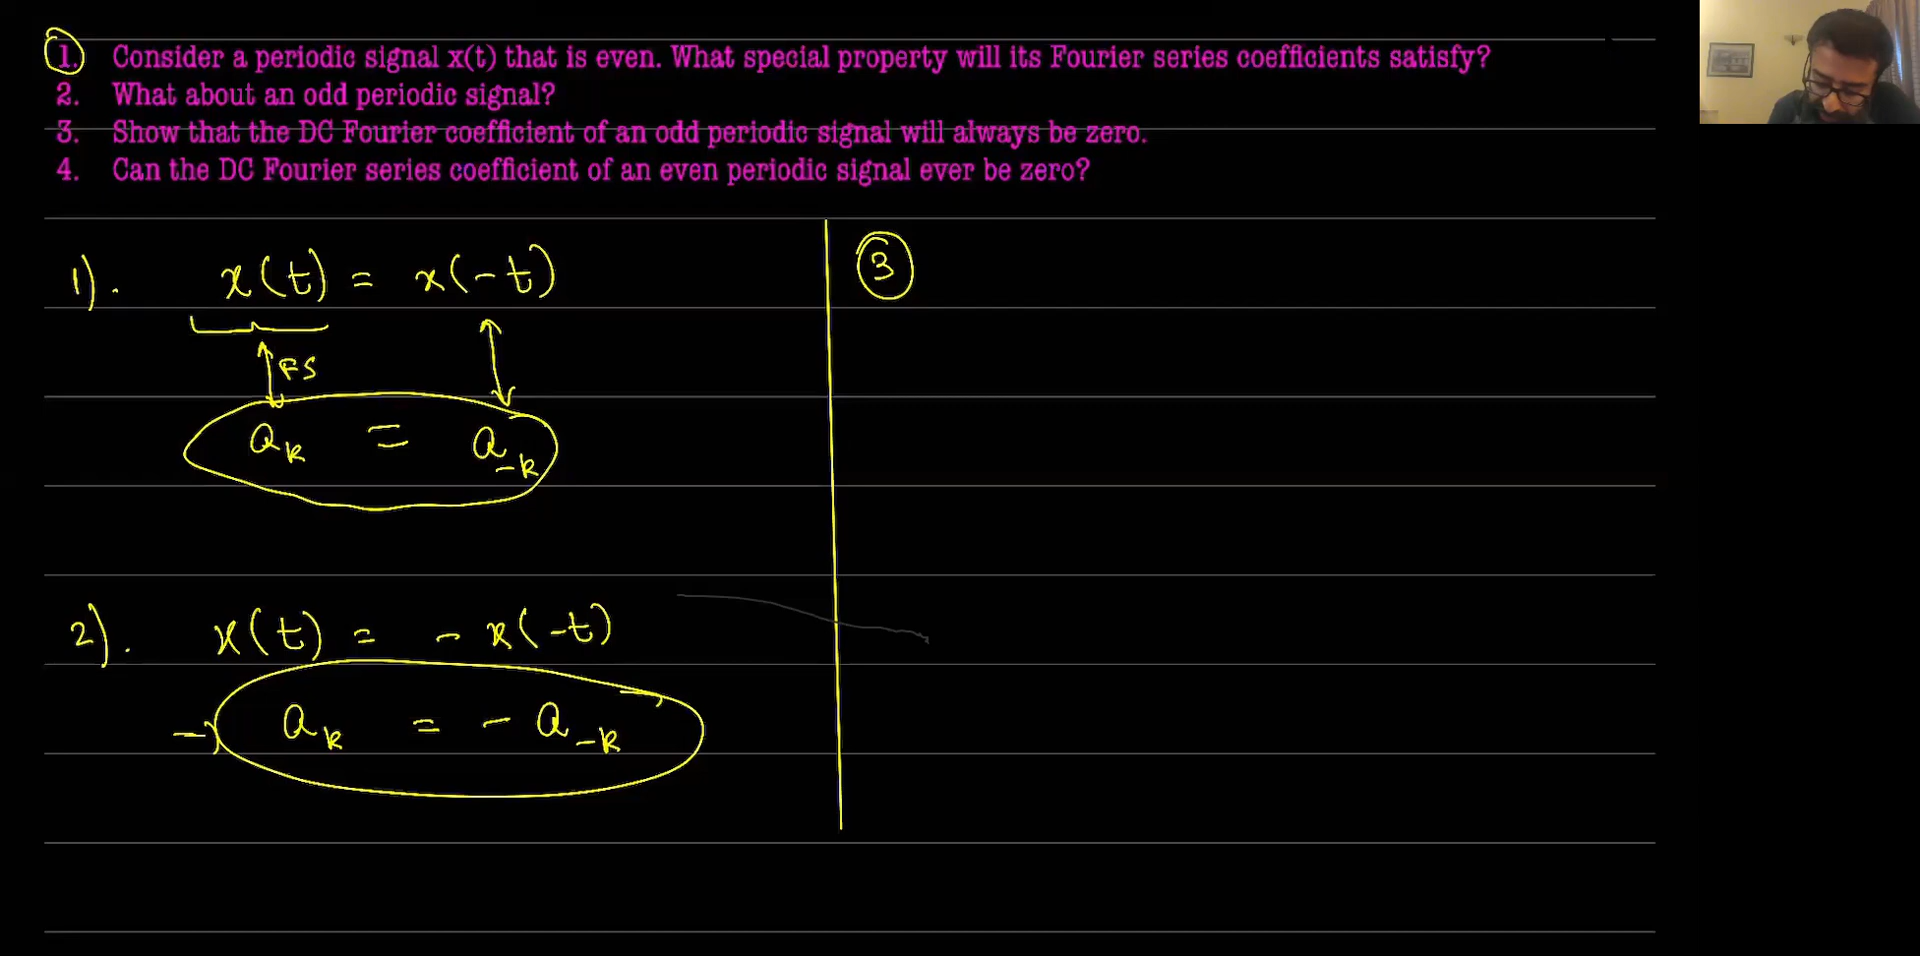 1. Consider a periodic signal x(t) that is even. What special property will its Fourier series coefficients satisfy?
2. What about an odd periodic signal?
3. Show that the DC Fourier coefficient of an odd periodic signal will always be zero.
4. Can the DC Fourier series coefficient of an even periodic signal ever be zero?
1). x(t) = x(-t)
FS
a_k = a_-k
2). x(t) = - x(-t)
→ a_k = - a_-k
3